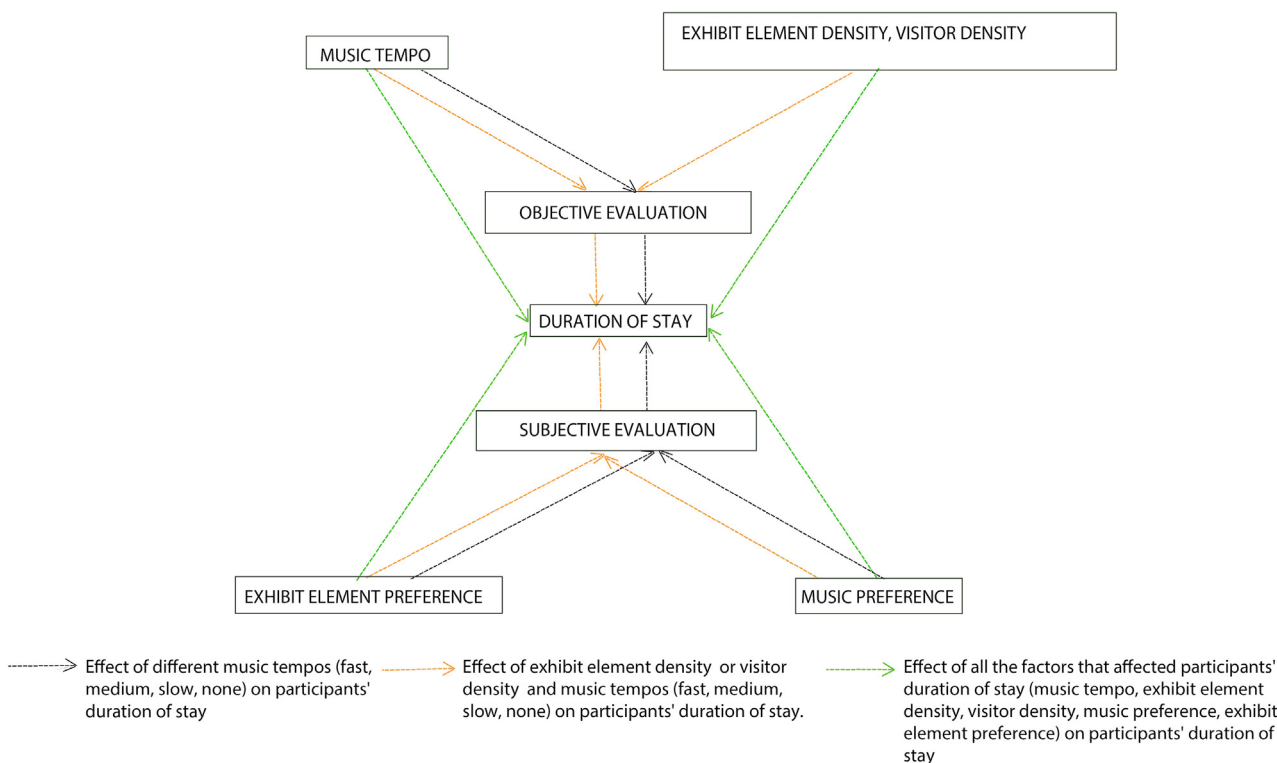 MUSIC TEMPO
EXHIBIT ELEMENT DENSITY, VISITOR DENSITY
OBJECTIVE EVALUATION
DURATION OF STAY
SUBJECTIVE EVALUATION
EXHIBIT ELEMENT PREFERENCE
MUSIC PREFERENCE
Effect of different music tempos (fast,
medium, slow, none) on participants'
duration of stay
Effect of exhibit element density or visitor
density and music tempos (fast, medium,
slow, none) on participants' duration of stay.
Effect of all the factors that affected participants'
duration of stay (music tempo, exhibit element
density, visitor density, music preference, exhibit
element preference) on participants' duration of
stay